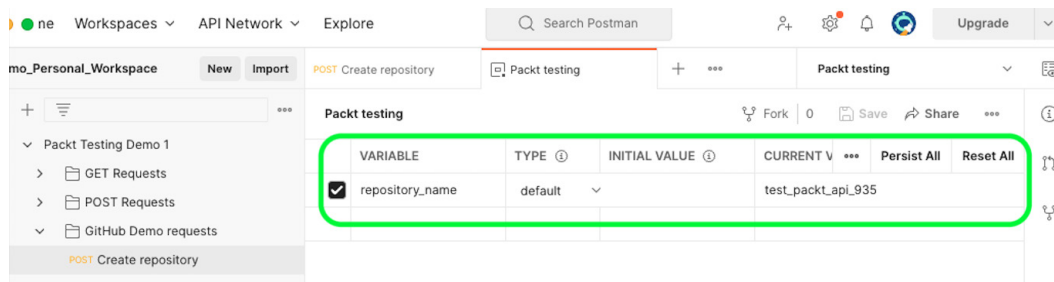 ne Workspaces API Network Explore Search Postman Upgrade
mo_Personal_Workspace New Import POST Create repository Packt testing Packt testing
Packt testing Fork 0 Save Share
Packt Testing Demo 1
VARIABLE TYPE INITIAL VALUE CURRENT V Persist All Reset All
GET Requests
repository_name default test_packt_api_935
POST Requests
GitHub Demo requests
POST Create repository